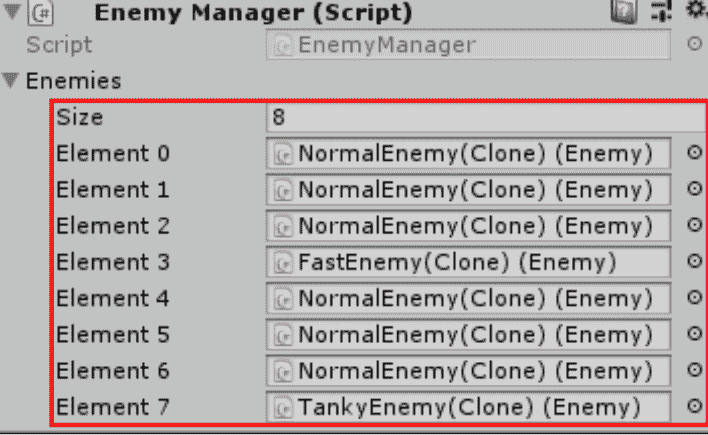 Enemy Manager (Script)
Script EnemyManager
Enemies
Size 8
Element 0 NormalEnemy(Clone) (Enemy)
Element 1 NormalEnemy(Clone) (Enemy)
Element 2 NormalEnemy(Clone) (Enemy)
Element 3 FastEnemy(Clone) (Enemy)
Element 4 NormalEnemy(Clone) (Enemy)
Element 5 NormalEnemy(Clone) (Enemy)
Element 6 NormalEnemy(Clone) (Enemy)
Element 7 TankyEnemy(Clone) (Enemy)